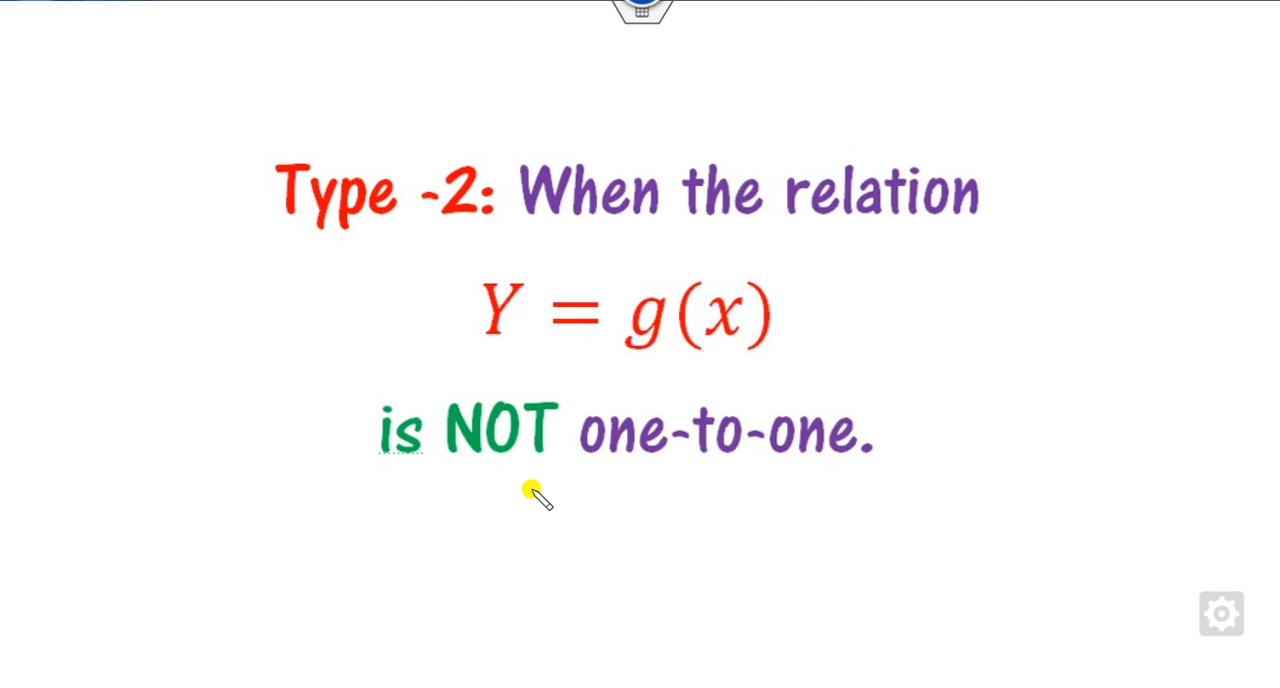 Type -2: When the relation
Y = g(x)
is NOT one-to-one.